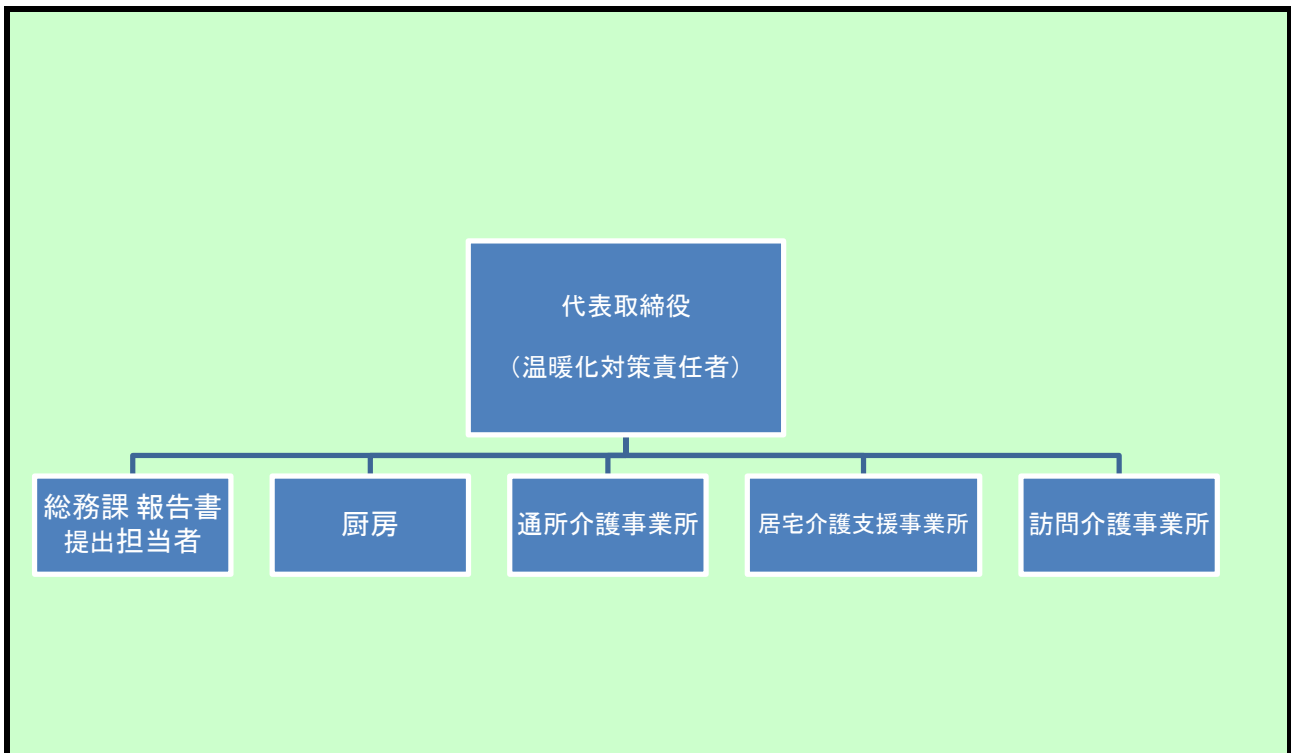 代表取締役
（温暖化対策責任者）
総務課 報告書
提出担当者
厨房
通所介護事業所
居宅介護支援事業所
訪問介護事業所